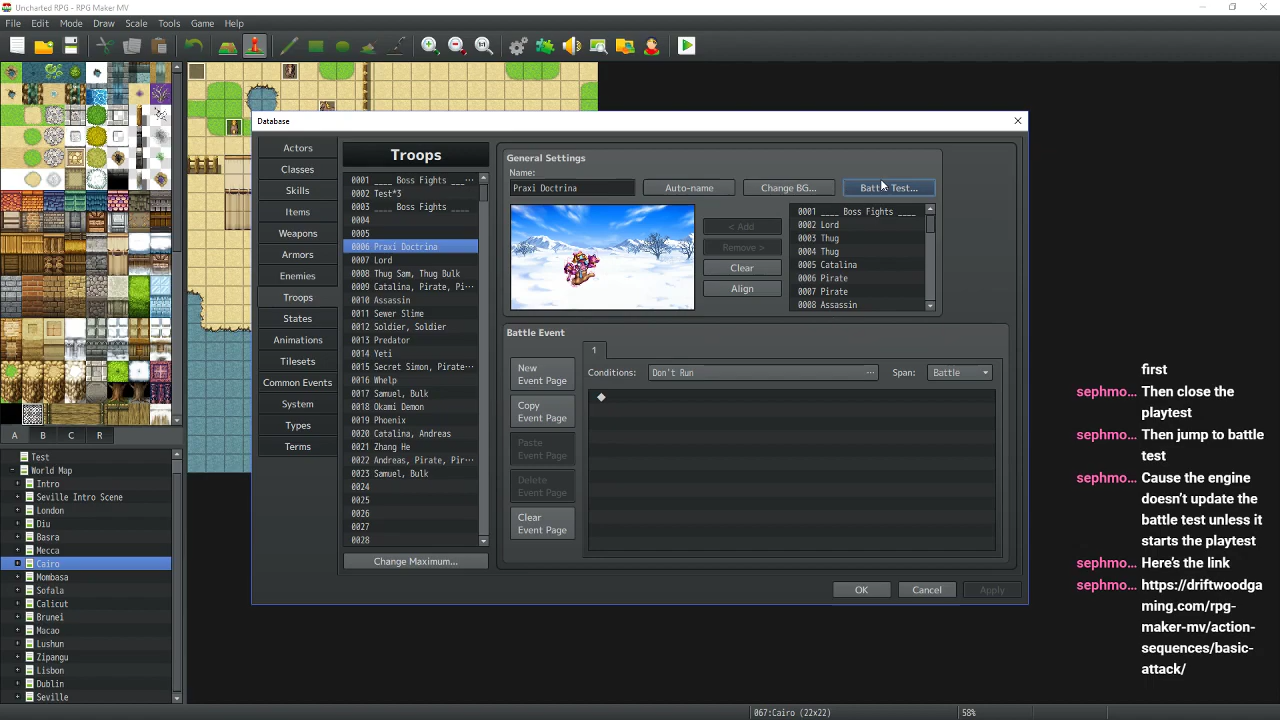 Uncharted RPG - RPG Maker MV
File Edit Mode Draw Scale Tools Game Help
Database
Actors
Classes
Skills
Items
Weapons
Armors
Enemies
Troops
States
Animations
Tilesets
Common Events
System
Types
Terms
Troops
0001 ____ Boss Fights ___ ...
0002 Test*3
0003 ____ Boss Fights ____
0004
0005
0006 Praxi Doctrina
0007 Lord
0008 Thug Sam, Thug Bulk
0009 Catalina, Pirate, Pi...
0010 Assassin
0011 Sewer Slime
0012 Soldier, Soldier
0013 Predator
0014 Yeti
0015 Secret Simon, Pirate...
0016 Whelp
0017 Samuel, Bulk
0018 Okami Demon
0019 Phoenix
0020 Catalina, Andreas
0021 Zhang He
0022 Andreas, Pirate, Pir...
0023 Samuel, Bulk
0024
0025
0026
0027
0028
Change Maximum...
General Settings
Name:
Praxi Doctrina
Auto-name
Change BG...
Battle Test...
< Add
Remove >
Clear
Align
0001 ____ Boss Fights ____
0002 Lord
0003 Thug
0004 Thug
0005 Catalina
0006 Pirate
0007 Pirate
0008 Assassin
Battle Event
1
New
Event Page
Copy
Event Page
Paste
Event Page
Delete
Event Page
Clear
Event Page
Conditions: Don't Run ...
Span: Battle
OK
Cancel
Apply
A B C R
Test
World Map
Intro
Seville Intro Scene
London
Diu
Basra
Mecca
Cairo
Mombasa
Sofala
Calicut
Brunei
Macao
Lushun
Zipangu
Lisbon
Dublin
Seville
067:Cairo (22x22)
58%
first
sephmo... Then close the
playtest
sephmo... Then jump to battle
test
sephmo... Cause the engine
doesn't update the
battle test unless it
starts the playtest
sephmo... Here's the link
sephmo... https://driftwoodga
ming.com/rpg-
maker-mv/action-
sequences/basic-
attack/